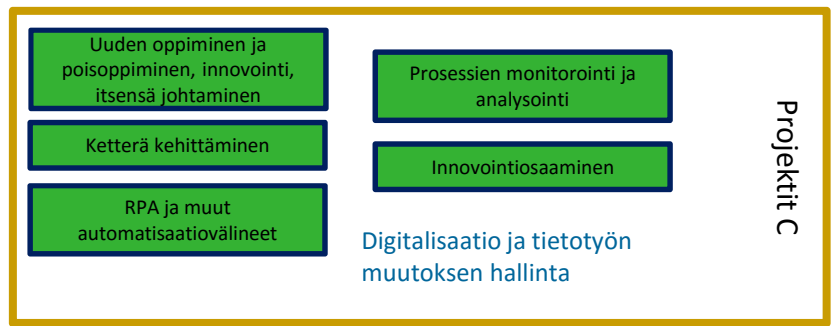 Uuden oppiminen ja
poisoppiminen, innovointi,
itsensä johtaminen
Ketterä kehittäminen
RPA ja muut
automatisaatiovälineet
Prosessien monitorointi ja
analysointi
Innovointiosaaminen
Digitalisaatio ja tietotyön
muutoksen hallinta
Projektit C